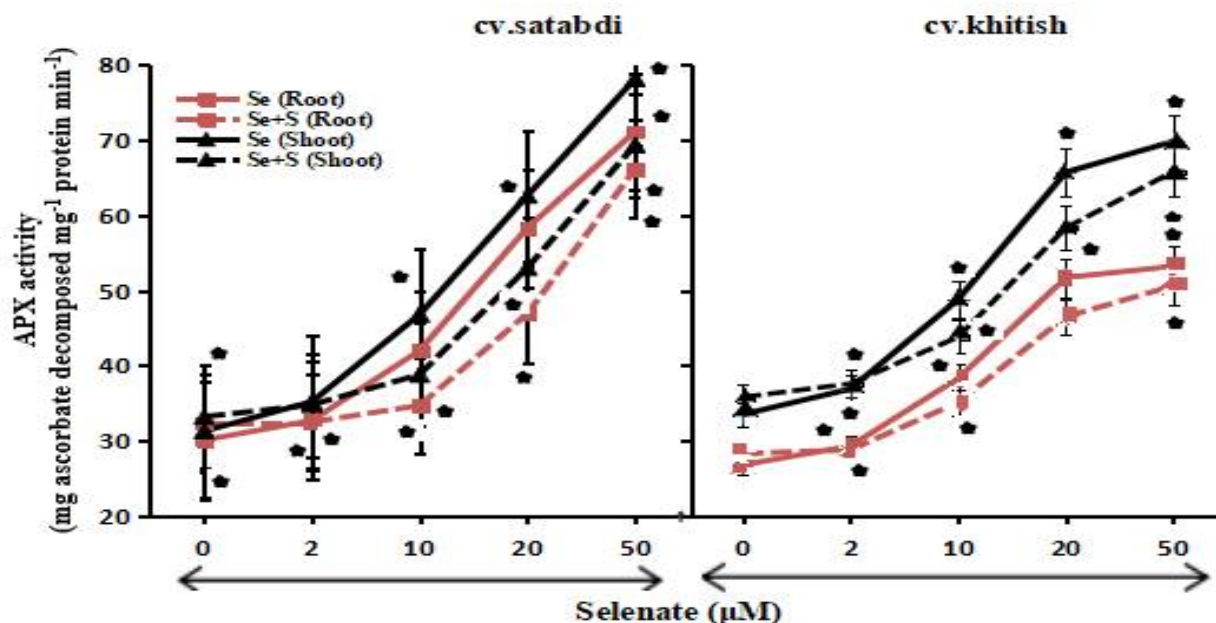 cv.satabdi
cv.khitish
80
70
60
50
40
30
20
APX activity
(mg ascorbate decomposed mg⁻¹ protein min⁻¹)
Se (Root)
Se+S (Root)
Se (Shoot)
Se+S (Shoot)
0 2 10 20 50
0 2 10 20 50
Selenate (μM)